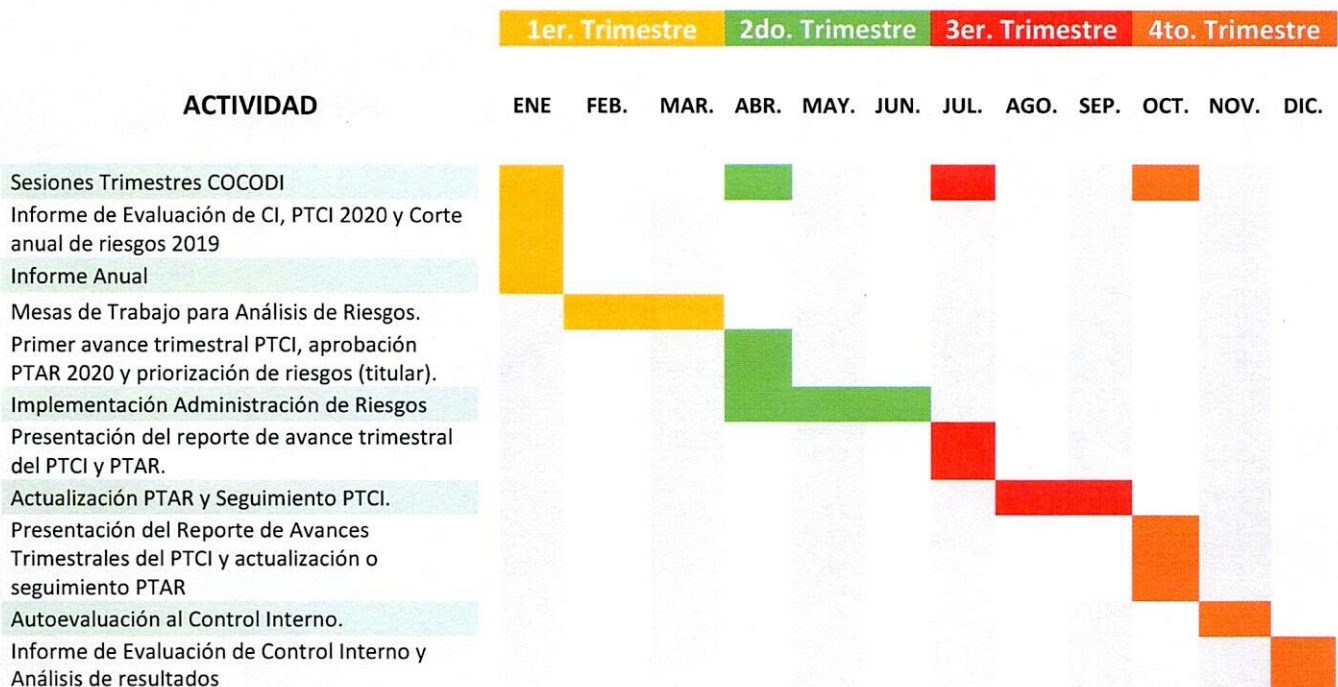 1er. Trimestre 2do. Trimestre 3er. Trimestre 4to. Trimestre
ACTIVIDAD ENE FEB. MAR. ABR. MAY. JUN. JUL. AGO. SEP. OCT. NOV. DIC.
Sesiones Trimestres COCODI
Informe de Evaluación de CI, PTCI 2020 y Corte
anual de riesgos 2019
Informe Anual
Mesas de Trabajo para Análisis de Riesgos.
Primer avance trimestral PTCI, aprobación
PTAR 2020 y priorización de riesgos (titular).
Implementación Administración de Riesgos
Presentación del reporte de avance trimestral
del PTCI y PTAR.
Actualización PTAR y Seguimiento PTCI.
Presentación del Reporte de Avances
Trimestrales del PTCI y actualización o
seguimiento PTAR
Autoevaluación al Control Interno.
Informe de Evaluación de Control Interno y
Análisis de resultados